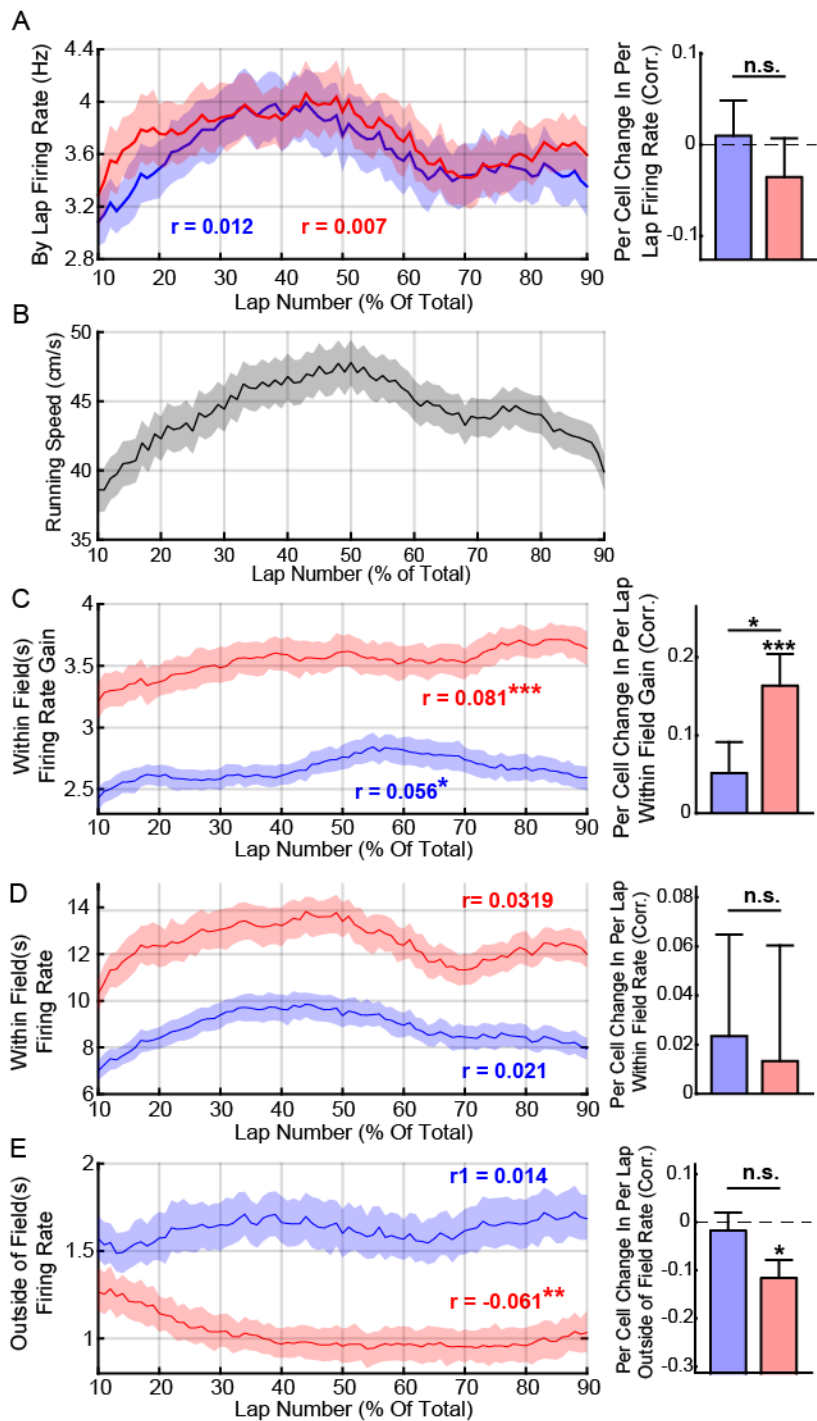 A
By Lap Firing Rate (Hz)
4.4
4
3.6
3.2
2.8
r = 0.012
r = 0.007
10 20 30 40 50 60 70 80 90
Lap Number (% Of Total)
Per Cell Change In Per
Lap Firing Rate (Corr.)
0.1
0
-0.1
n.s.
B
Running Speed (cm/s)
50
45
40
35
10 20 30 40 50 60 70 80 90
Lap Number (% of Total)
C
Within Field(s)
Firing Rate Gain
4
3.5
3
2.5
r = 0.081***
r = 0.056*
10 20 30 40 50 60 70 80 90
Lap Number (% Of Total)
Per Cell Change In Per Lap
Within Field Gain (Corr.)
0.2
0.1
0
*
***
D
Within Field(s)
Firing Rate
14
12
10
8
6
r= 0.0319
r = 0.021
10 20 30 40 50 60 70 80 90
Lap Number (% Of Total)
Per Cell Change In Per Lap
Within Field Rate (Corr.)
0.08
0.06
0.04
0.02
0
n.s.
E
Outside of Field(s)
Firing Rate
2
1.5
1
r1 = 0.014
r = -0.061**
10 20 30 40 50 60 70 80 90
Lap Number (% Of Total)
Per Cell Change In Per Lap
Outside of Field Rate (Corr.)
0.1
0
-0.1
-0.2
-0.3
n.s.
*